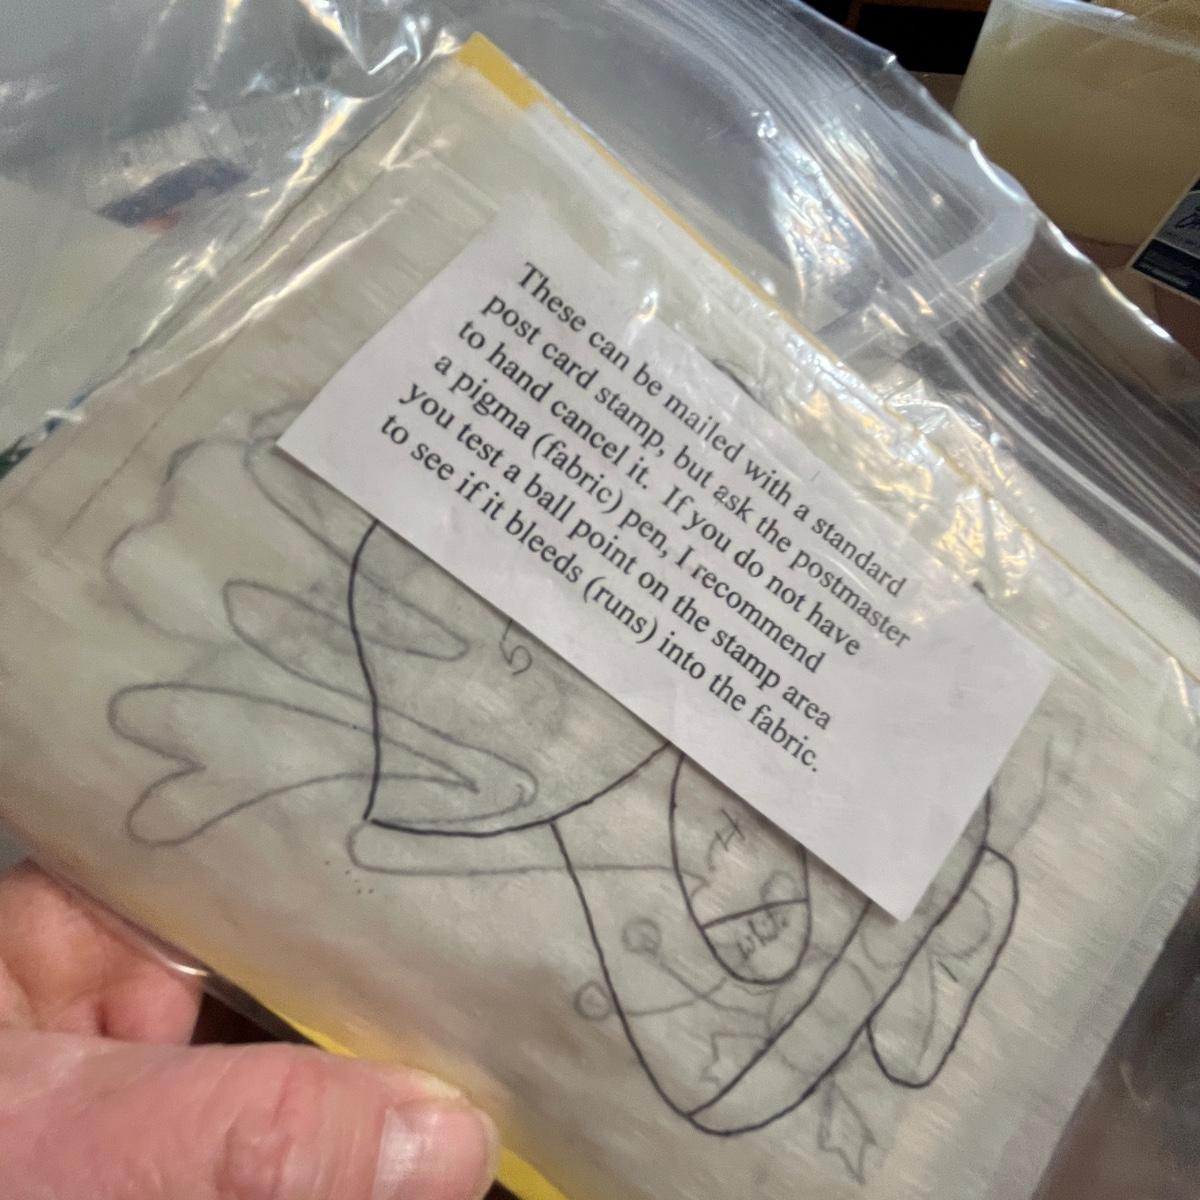 These can be mailed with a standard
post card stamp, but ask the postmaster
to hand cancel it. If you do not have
a pigma (fabric) pen, I recommend
you test a ball point on the stamp area
to see if it bleeds (runs) into the fabric.
5
White